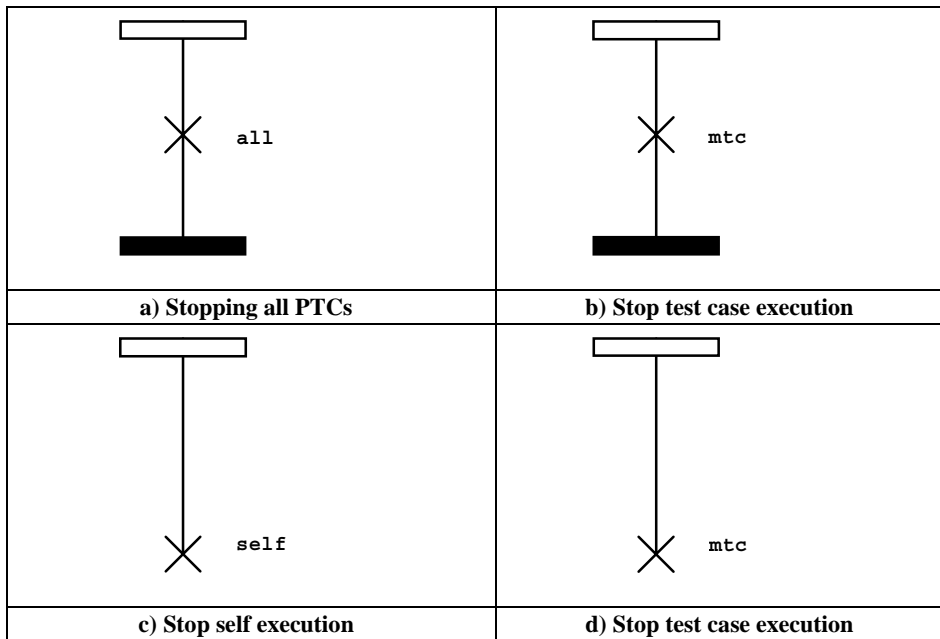 all
mtc
a) Stopping all PTCs
b) Stop test case execution
self
mtc
c) Stop self execution
d) Stop test case execution